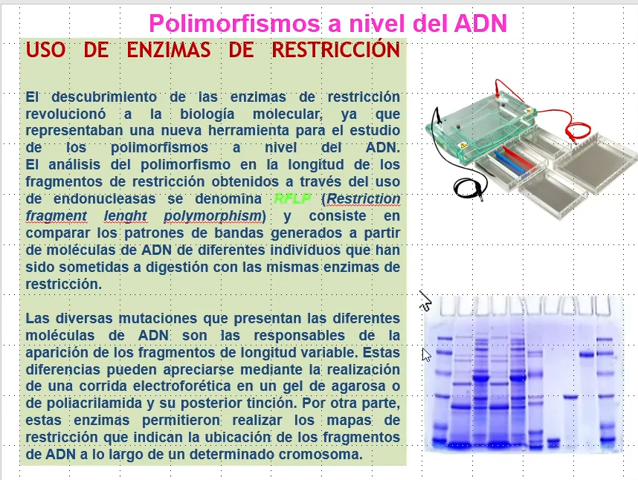 Polimorfismos a nivel del ADN
USO DE ENZIMAS DE RESTRICCIÓN
El descubrimiento de las enzimas de restricción
revolucionó a la biología molecular, ya que
representaban una nueva herramienta para el estudio
de los polimorfismos a nivel del ADN.
El análisis del polimorfismo en la longitud de los
fragmentos de restricción obtenidos a través del uso
de endonucleasas se denomina RFLP (Restriction
fragment lenght polymorphism) y consiste en
comparar los patrones de bandas generados a partir
de moléculas de ADN de diferentes individuos que han
sido sometidas a digestión con las mismas enzimas de
restricción.
Las diversas mutaciones que presentan las diferentes
moléculas de ADN son las responsables de la
aparición de los fragmentos de longitud variable. Estas
diferencias pueden apreciarse mediante la realización
de una corrida electroforética en un gel de agarosa o
de poliacrilamida y su posterior tinción. Por otra parte,
estas enzimas permitieron realizar los mapas de
restricción que indican la ubicación de los fragmentos
de ADN a lo largo de un determinado cromosoma.